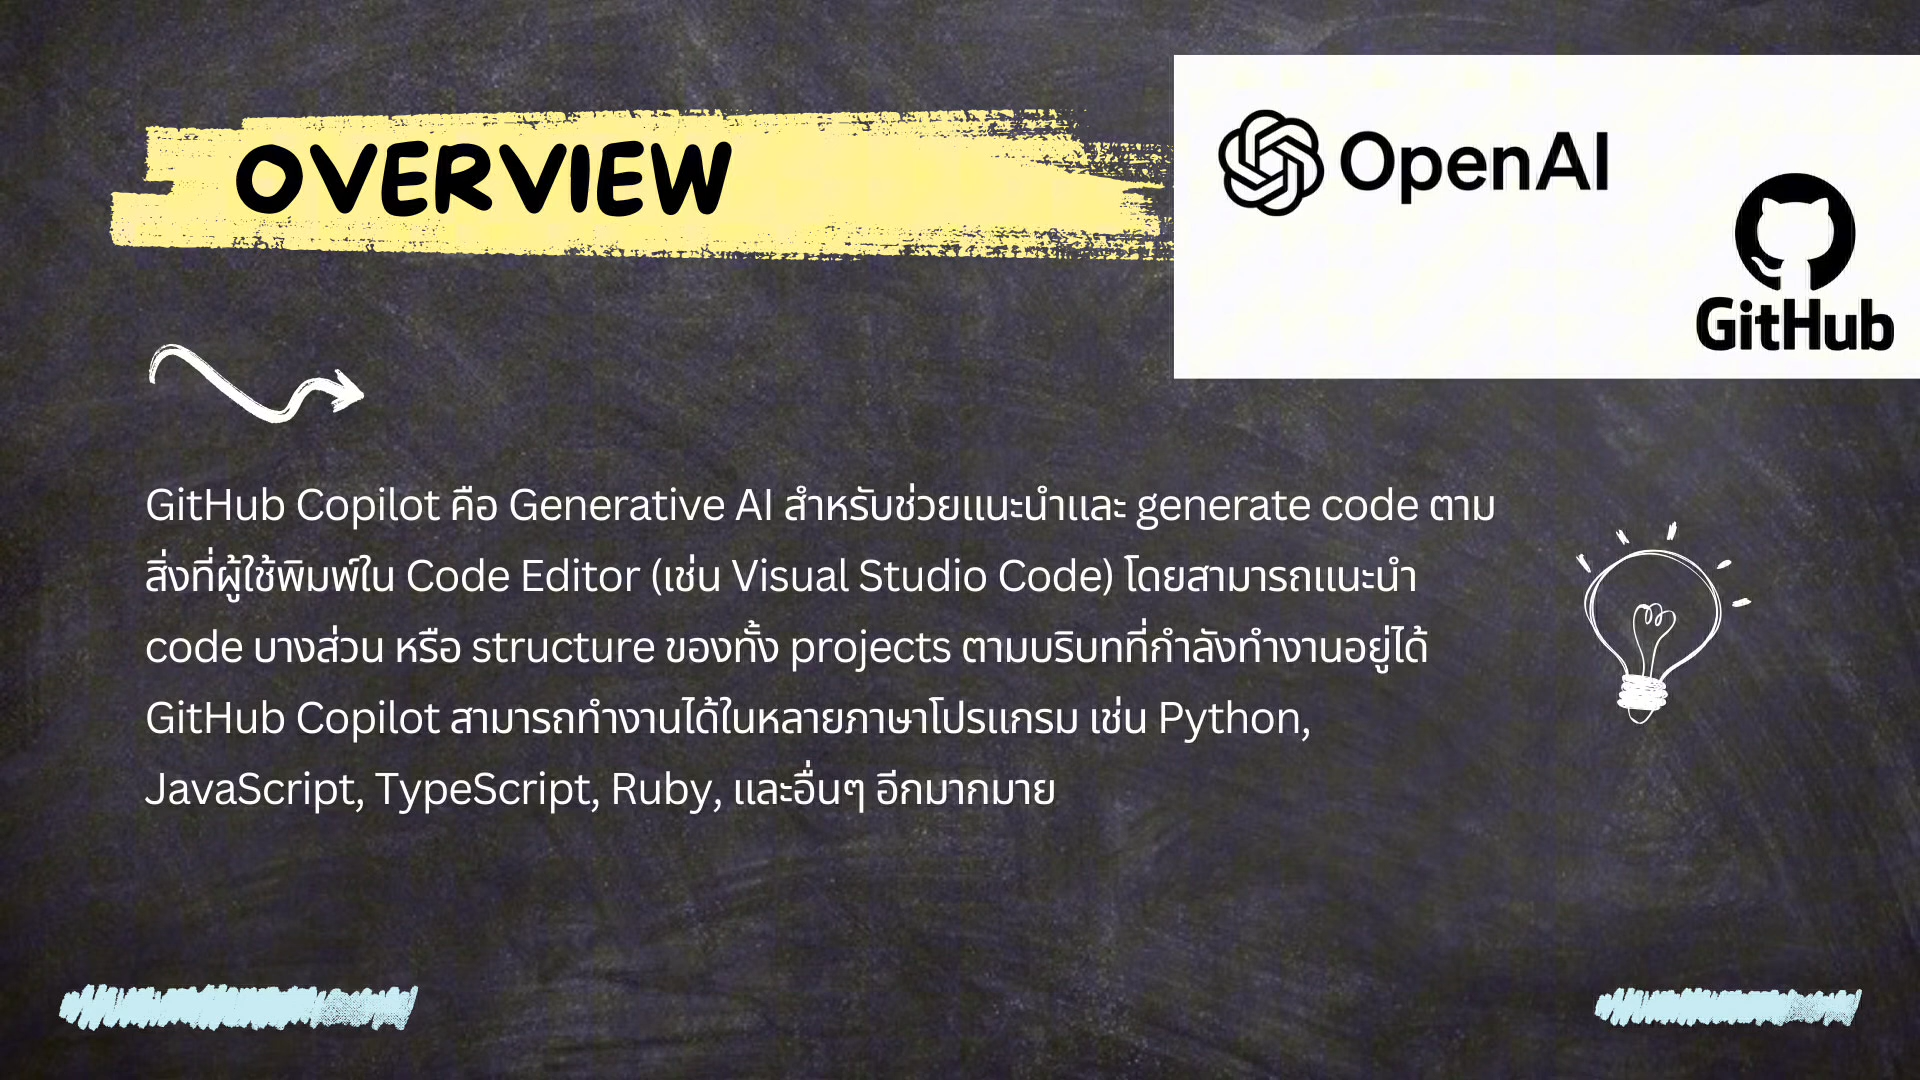 OVERVIEW
OpenAI
GitHub
GitHub Copilot คือ Generative AI สำหรับช่วยแนะนำและ generate code ตาม
สิ่งที่ผู้ใช้พิมพ์ใน Code Editor (เช่น Visual Studio Code) โดยสามารถแนะนำ
code บางส่วน หรือ structure ของทั้ง projects ตามบริบทที่กำลังทำงานอยู่ได้
GitHub Copilot สามารถทำงานได้ในหลายภาษาโปรแกรม เช่น Python,
JavaScript, TypeScript, Ruby, และอื่นๆ อีกมากมาย